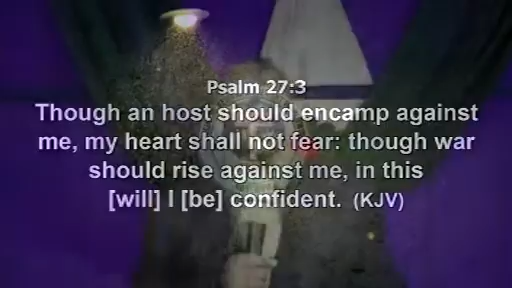 Psalm 27:3
Though an host should encamp against
me, my heart shall not fear: though war
should rise against me, in this
[will] I [be] confident. (KJV)